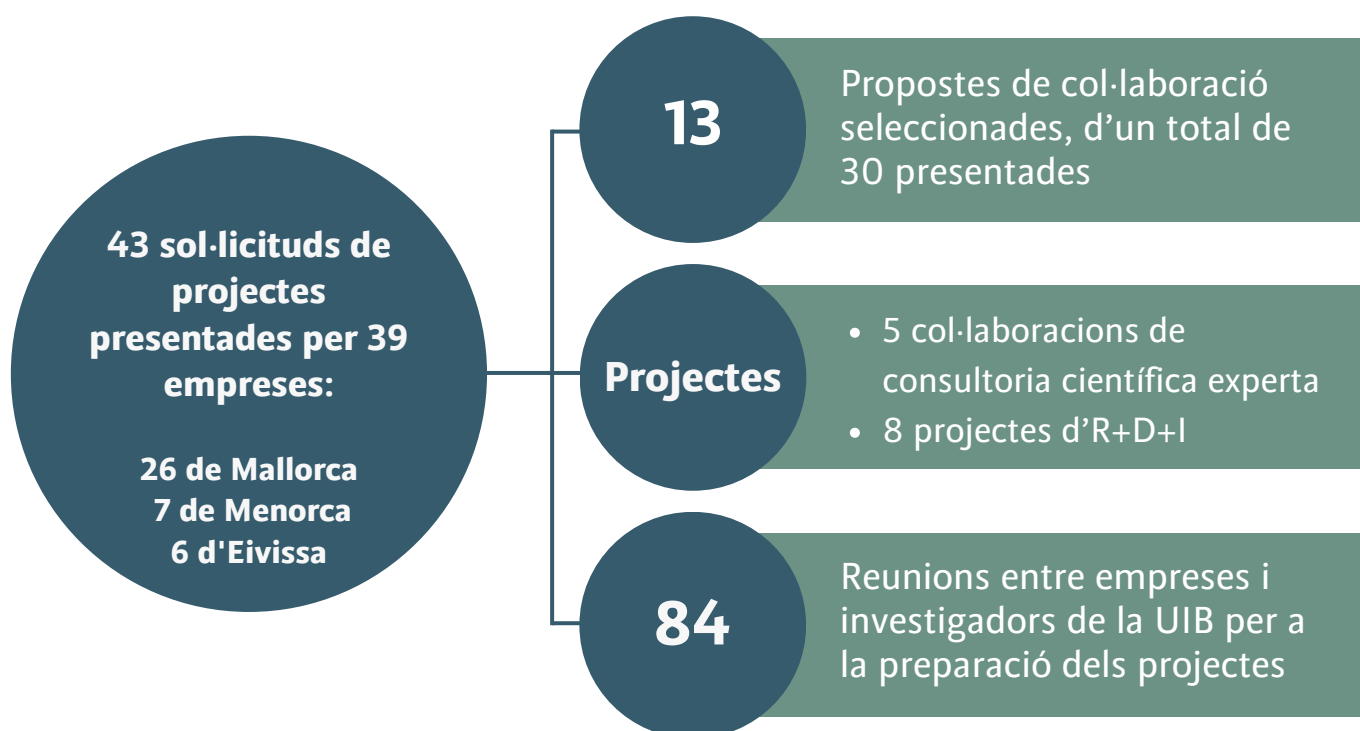 43 sol·licituds de
projectes
presentades per 39
empreses:
26 de Mallorca
7 de Menorca
6 d'Eivissa
13
Propostes de col·laboració
seleccionades, d’un total de
30 presentades
Projectes
• 5 col·laboracions de
consultoria científica experta
• 8 projectes d’R+D+I
84
Reunions entre empreses i
investigadors de la UIB per a
la preparació dels projectes